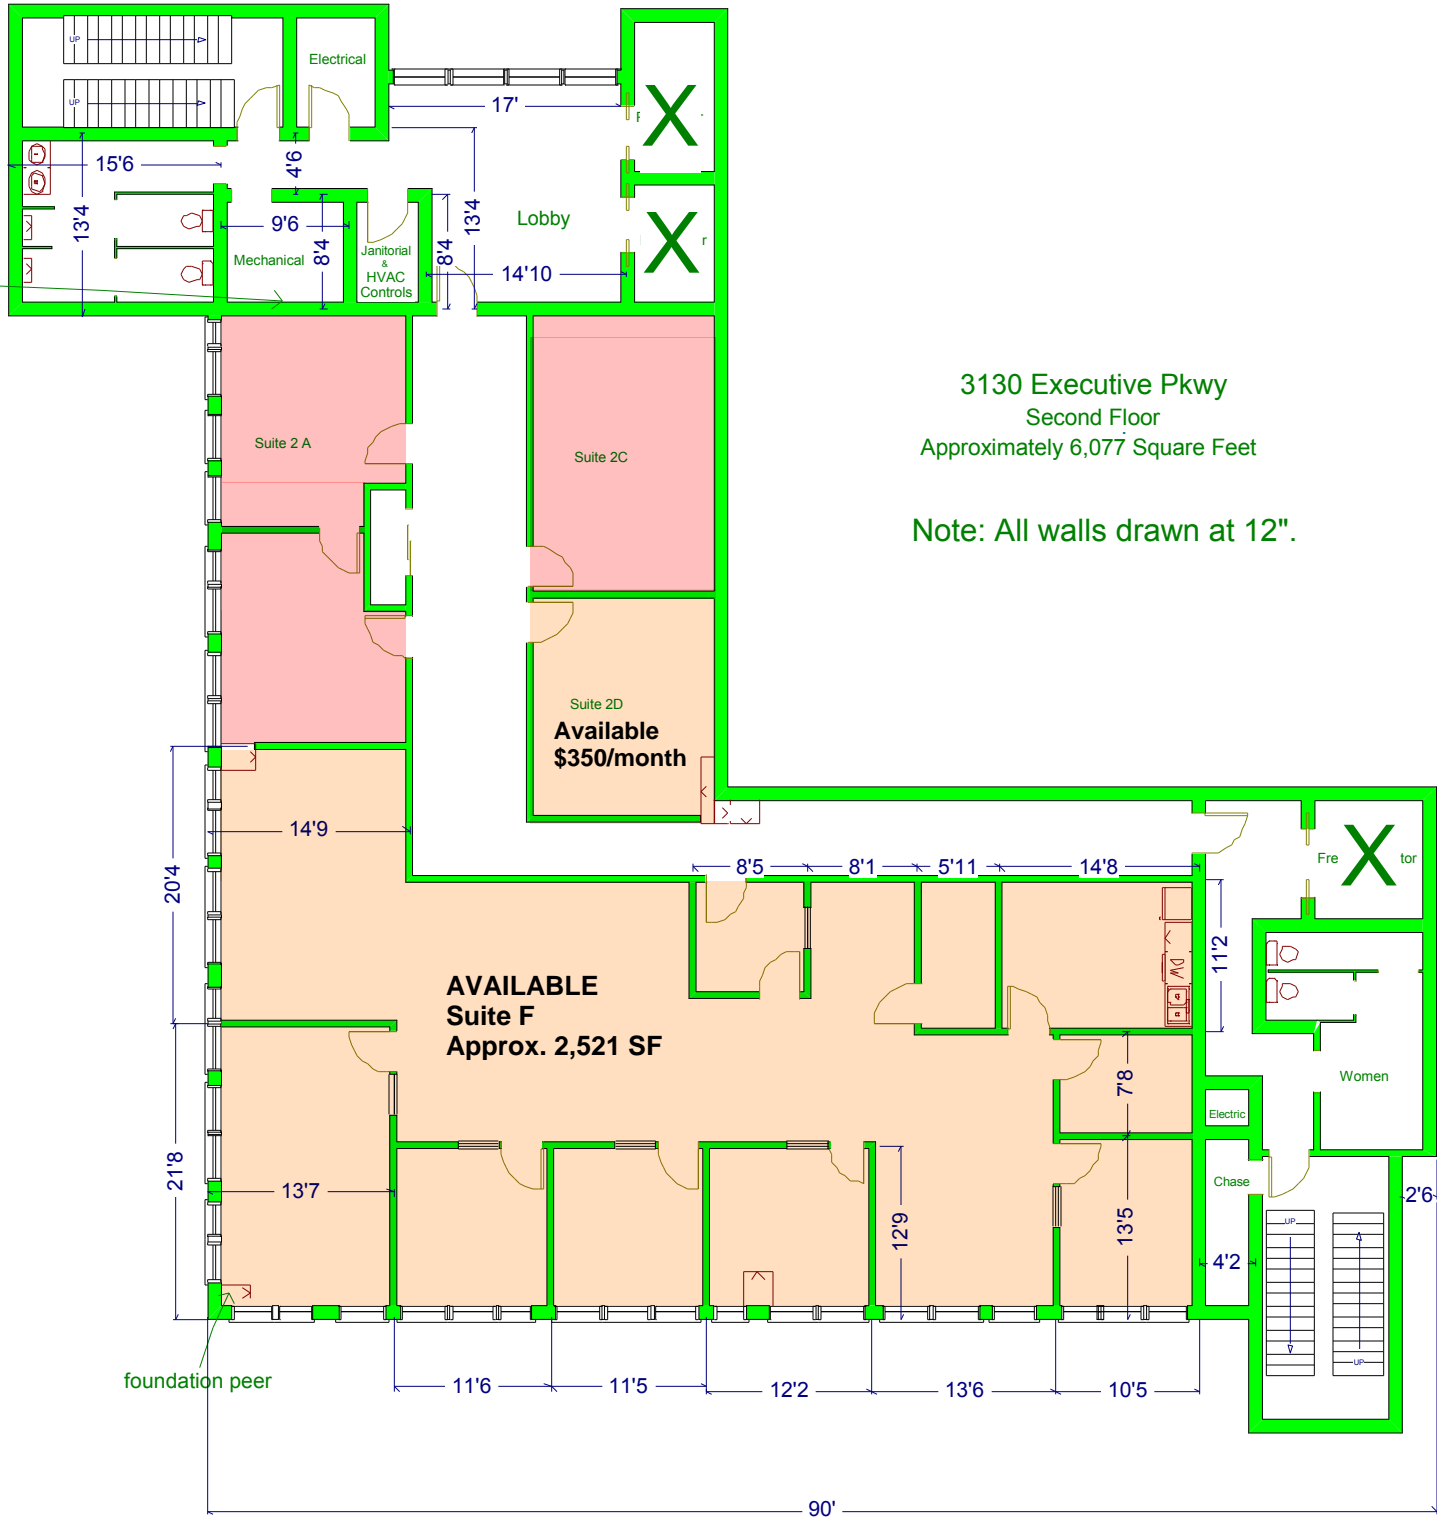 UP
UP
Electrical
17'
15'6
4'6
13'4
9'6
8'4
Mechanical
Janitorial
&
HVAC
Controls
8'4
13'4
Lobby
14'10
X
X
r
3130 Executive Pkwy
Second Floor
Approximately 6,077 Square Feet
Note: All walls drawn at 12".
Suite 2 A
Suite 2C
Suite 2D
Available
$350/month
14'9
20'4
8'5
8'1
5'11
14'8
Fre
X
tor
11'2
DW
AVAILABLE
Suite F
Approx. 2,521 SF
7'8
Women
Electric
21'8
13'7
12'9
13'5
Chase
4'2
2'6
UP
UP
foundation peer
11'6
11'5
12'2
13'6
10'5
90'